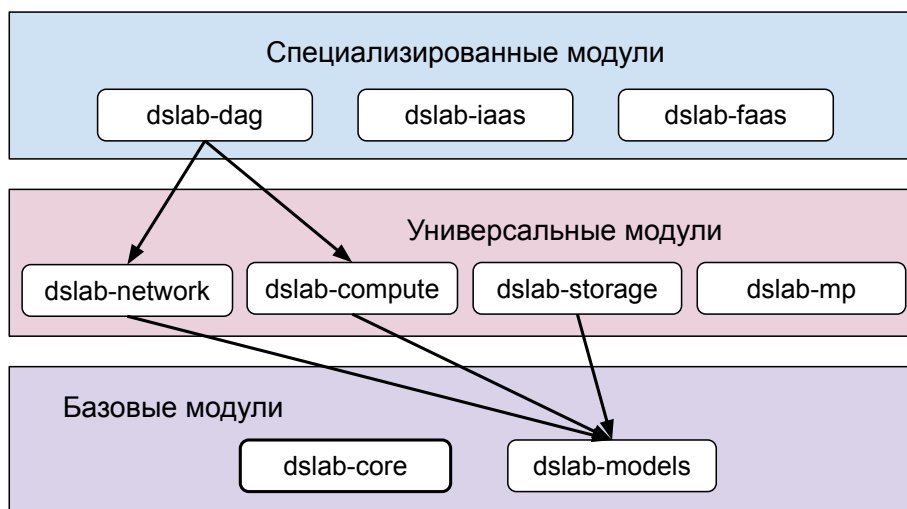 Специализированные модули
dslab-dag
dslab-iaas
dslab-faas
Универсальные модули
dslab-network
dslab-compute
dslab-storage
dslab-mp
Базовые модули
dslab-core
dslab-models